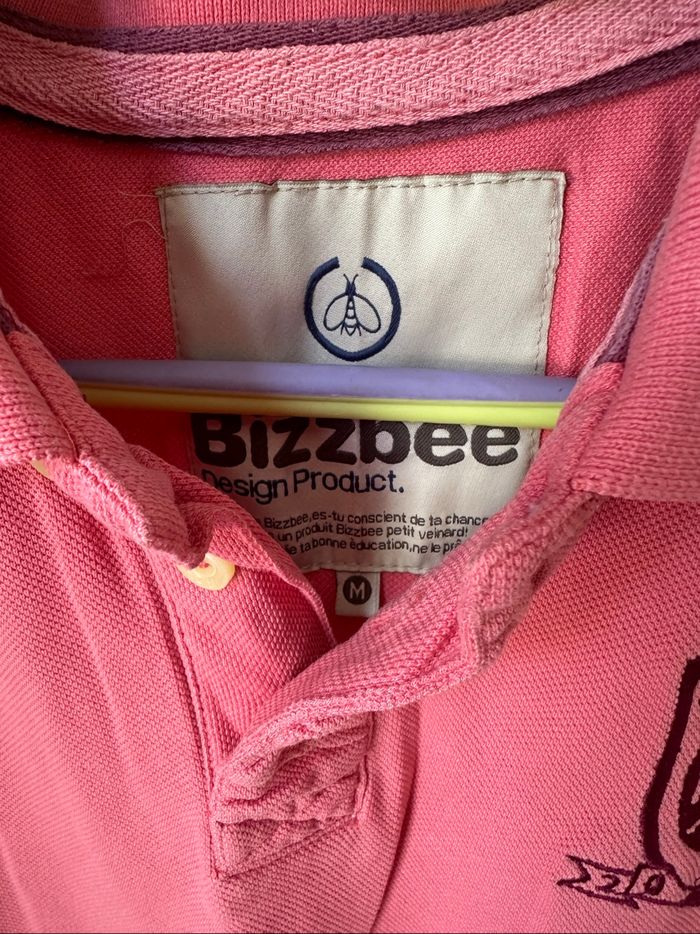 Bizzbee
Design Product.
Bizzbee,es-tu conscient de ta chance
un produit Bizzbee petit veinard!
ta bonne éducation,ne le
M